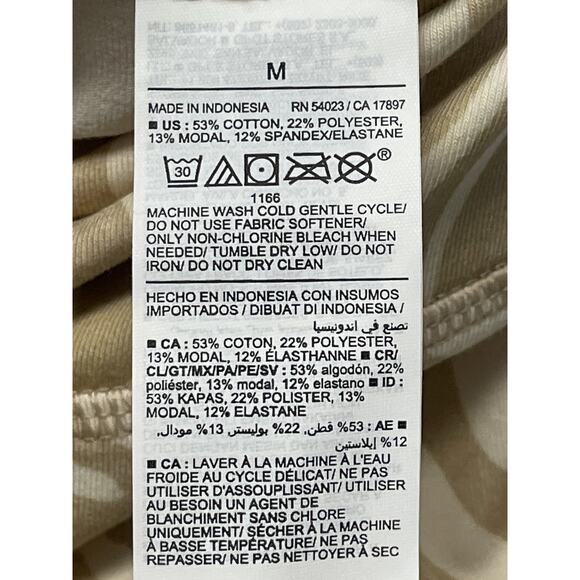 M
MADE IN INDONESIA RN 54023 / CA 17897
■ US : 53% COTTON, 22% POLYESTER,
13% MODAL, 12% SPANDEX/ELASTANE
30
®
1166
MACHINE WASH COLD GENTLE CYCLE/
DO NOT USE FABRIC SOFTENER/
ONLY NON-CHLORINE BLEACH WHEN
NEEDED/ TUMBLE DRY LOW/ DO NOT
IRON/ DO NOT DRY CLEAN
HECHO EN INDONESIA CON INSUMOS
IMPORTADOS / DIBUAT DI INDONESIA /
تصنع في اندونيسيا
■ CA : 53% COTON, 22% POLYESTER,
13% MODAL, 12% ÉLASTHANNE ■ CR/
CL/GT/MX/PA/PE/SV : 53% algodón, 22%
poliéster, 13% modal, 12% elastano ■ ID :
53% KAPAS, 22% POLISTER, 13%
MODAL, 12% ELASTANE
■ AE : 53% قطن, 22% بوليستر, 13% مودال,
12% إيلاستين
■ CA : LAVER À LA MACHINE À L'EAU
FROIDE AU CYCLE DÉLICAT/ NE PAS
UTILISER D'ASSOUPLISSANT/ UTILISER
AU BESOIN UN AGENT DE
BLANCHIMENT SANS CHLORE
UNIQUEMENT/ SÉCHER À LA MACHINE
À BASSE TEMPÉRATURE/ NE PAS
REPASSER/ NE PAS NETTOYER À SEC